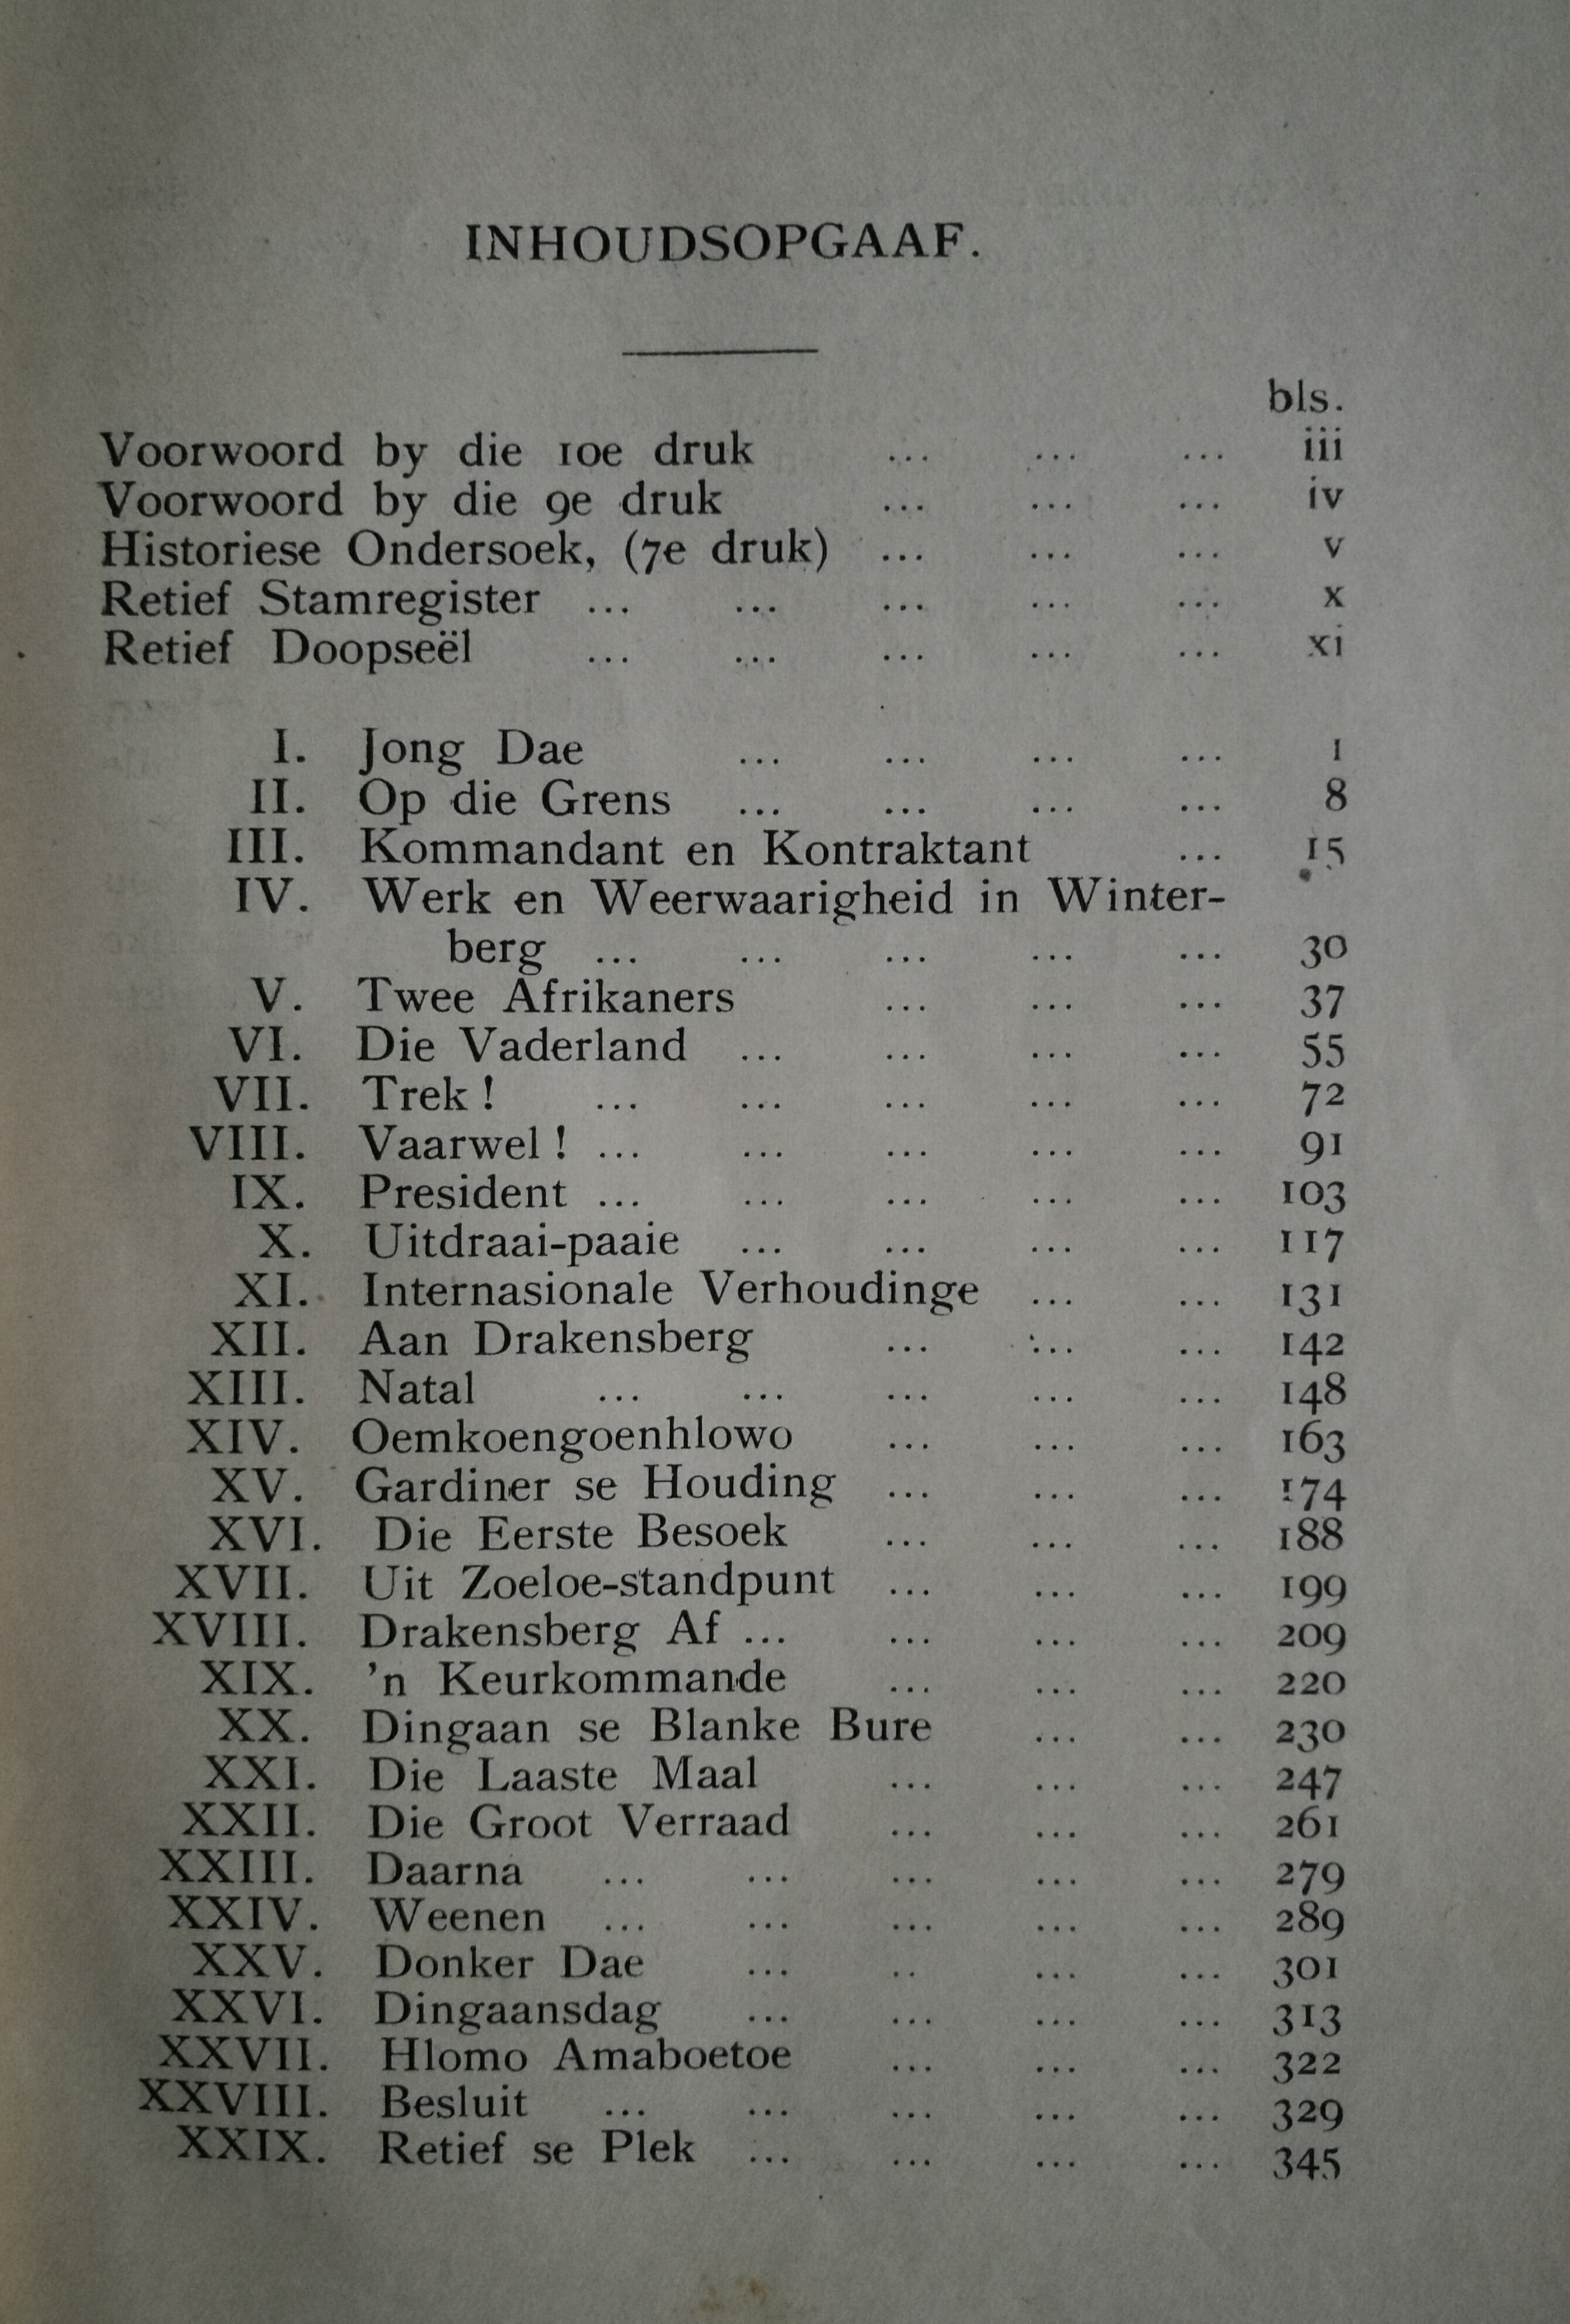 INHOUDSOPGAAF.
bls.
Voorwoord by die 10e druk ... ... ... iii
Voorwoord by die 9e druk ... ... ... iv
Historiese Ondersoek, (7e druk) ... ... ... v
Retief Stamregister ... ... ... ... ... x
Retief Doopseël ... ... ... ... ... xi
I. Jong Dae ... ... ... ... 1
II. Op die Grens ... ... ... ... 8
III. Kommandant en Kontraktant ... 15
IV. Werk en Weerwaarigheid in Winter-
berg ... ... ... ... ... 30
V. Twee Afrikaners ... ... ... 37
VI. Die Vaderland ... ... ... ... 55
VII. Trek ! ... ... ... ... ... 72
VIII. Vaarwel ! ... ... ... ... ... 91
IX. President ... ... ... ... ... 103
X. Uitdraai-paaie ... ... ... ... 117
XI. Internasionale Verhoudinge ... ... 131
XII. Aan Drakensberg ... ... ... 142
XIII. Natal ... ... ... ... ... 148
XIV. Oemkoengoenhlowo ... ... ... 163
XV. Gardiner se Houding ... ... ... 174
XVI. Die Eerste Besoek ... ... ... 188
XVII. Uit Zoeloe-standpunt ... ... ... 199
XVIII. Drakensberg Af ... ... ... ... 209
XIX. 'n Keurkommande ... ... ... 220
XX. Dingaan se Blanke Bure ... ... 230
XXI. Die Laaste Maal ... ... ... 247
XXII. Die Groot Verraad ... ... ... 261
XXIII. Daarna ... ... ... ... ... 279
XXIV. Weenen ... ... ... ... ... 289
XXV. Donker Dae ... .. ... ... 301
XXVI. Dingaansdag ... ... ... ... 313
XXVII. Hlomo Amaboetoe ... ... ... 322
XXVIII. Besluit ... ... ... ... ... 329
XXIX. Retief se Plek ... ... ... ... 345